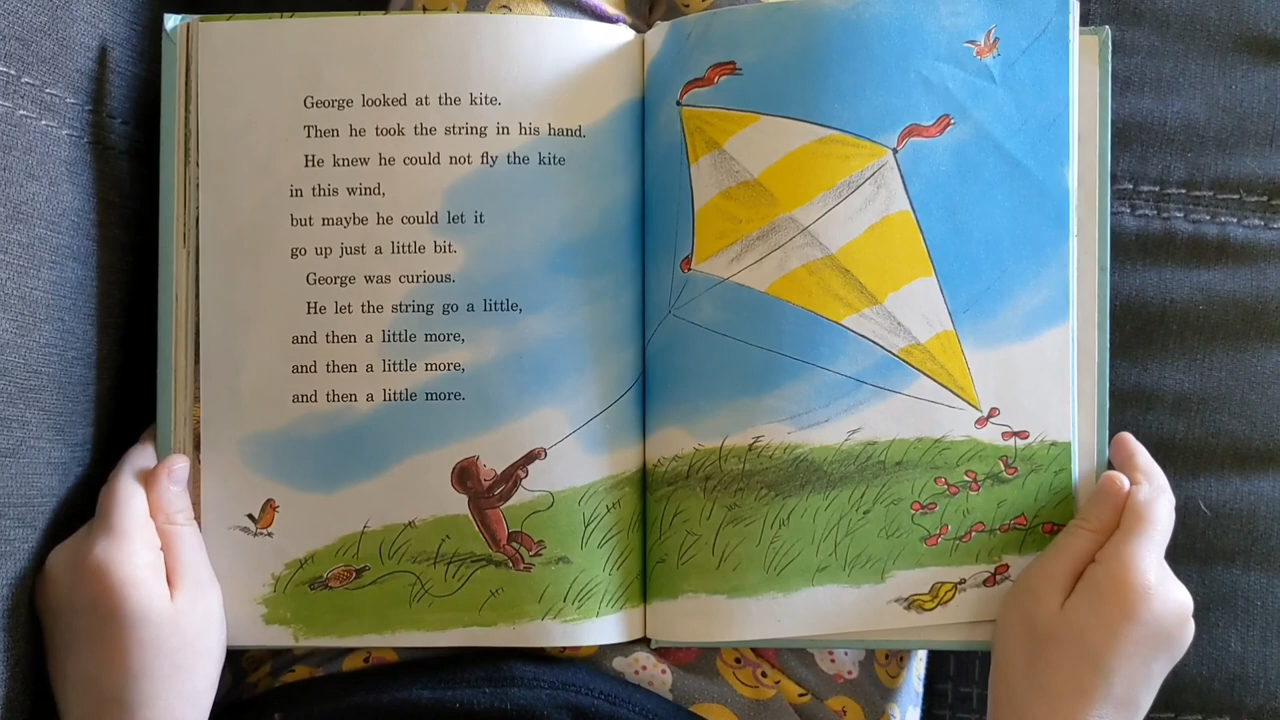 George looked at the kite.
Then he took the string in his hand.
He knew he could not fly the kite
in this wind,
but maybe he could let it
go up just a little bit.
George was curious.
He let the string go a little,
and then a little more,
and then a little more,
and then a little more.